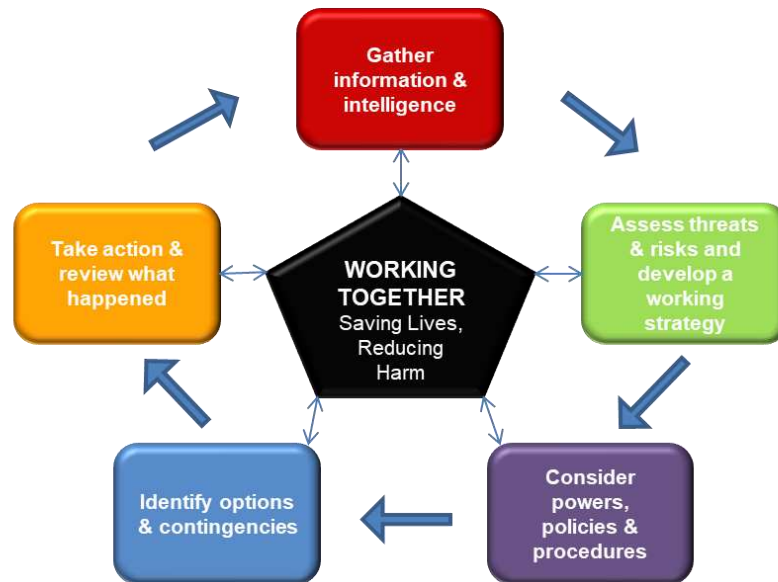 Gather
information &
intelligence
Assess threats
& risks and
develop a
working
strategy
Consider
powers,
policies &
procedures
Identify options
& contingencies
Take action &
review what
happened
WORKING
TOGETHER
Saving Lives,
Reducing
Harm